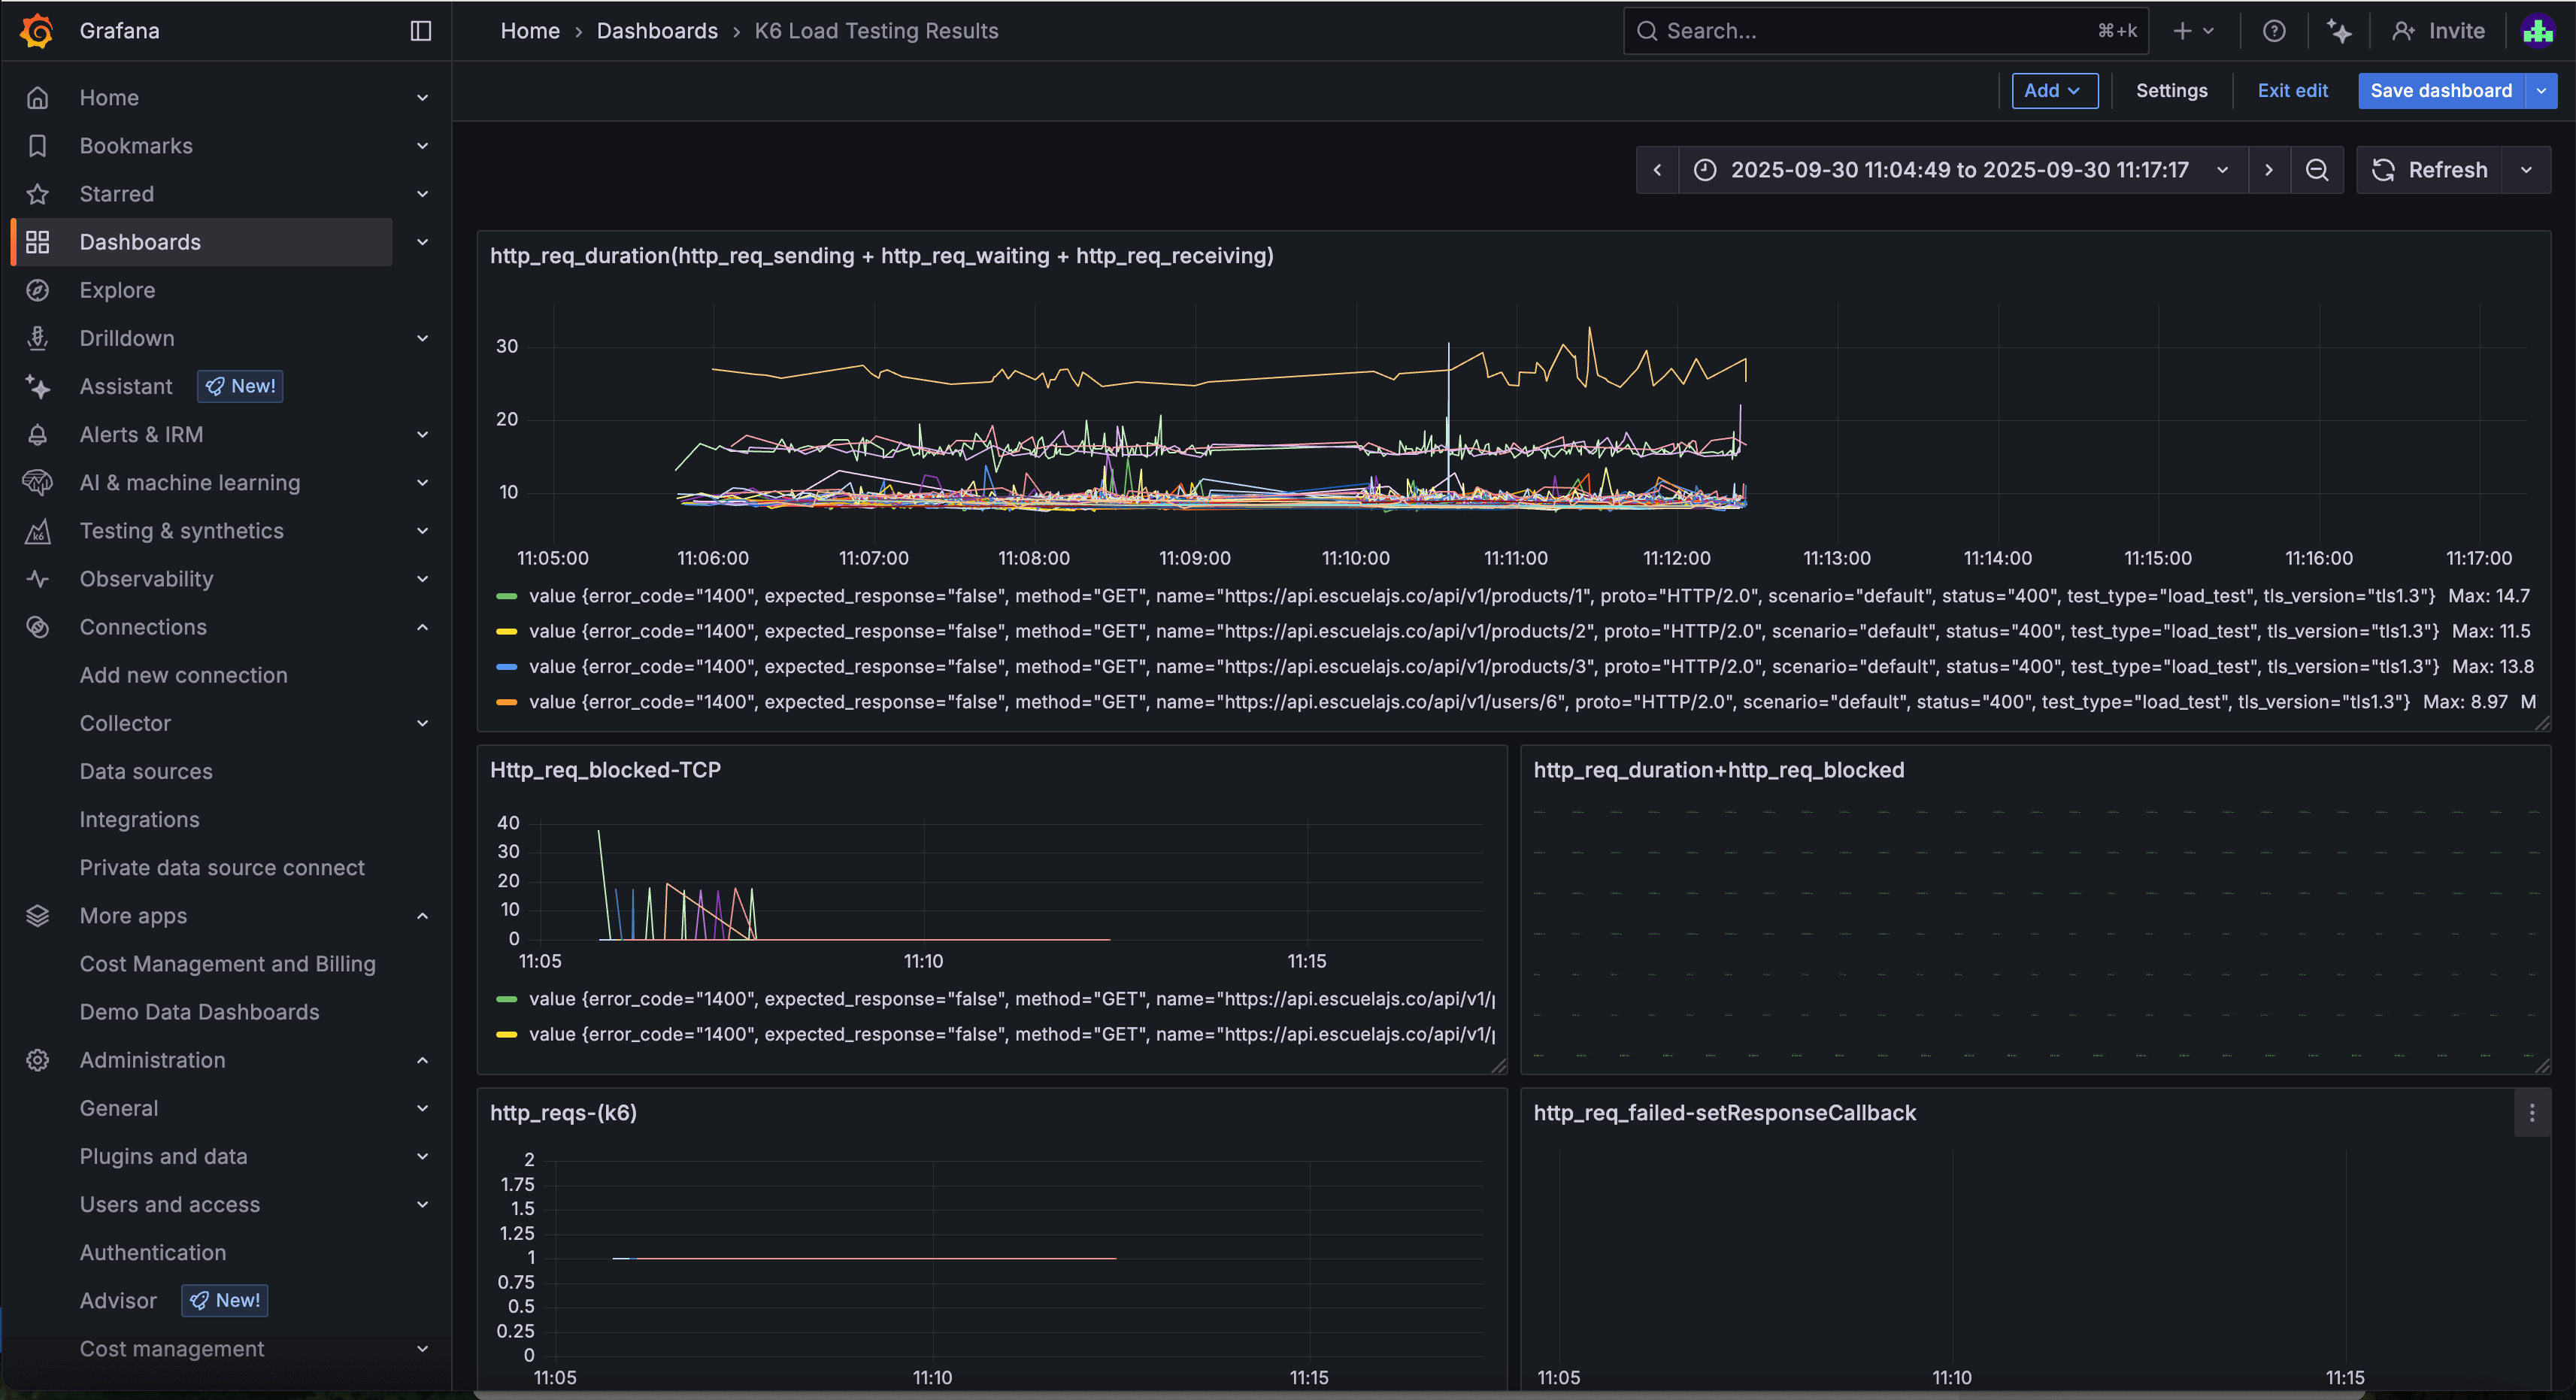 Grafana
Home › Dashboards › K6 Load Testing Results
Search... ⌘+k
Invite
Add Settings Exit edit Save dashboard
Home
Bookmarks
Starred
Dashboards
Explore
Drilldown
Assistant New!
Alerts & IRM
AI & machine learning
Testing & synthetics
Observability
Connections
Add new connection
Collector
Data sources
Integrations
Private data source connect
More apps
Cost Management and Billing
Demo Data Dashboards
Administration
General
Plugins and data
Users and access
Authentication
Advisor New!
Cost management
2025-09-30 11:04:49 to 2025-09-30 11:17:17
Refresh
http_req_duration(http_req_sending + http_req_waiting + http_req_receiving)
30
20
10
11:05:00 11:06:00 11:07:00 11:08:00 11:09:00 11:10:00 11:11:00 11:12:00 11:13:00 11:14:00 11:15:00 11:16:00 11:17:00
value {error_code="1400", expected_response="false", method="GET", name="https://api.escuelajs.co/api/v1/products/1", proto="HTTP/2.0", scenario="default", status="400", test_type="load_test", tls_version="tls1.3"} Max: 14.7
value {error_code="1400", expected_response="false", method="GET", name="https://api.escuelajs.co/api/v1/products/2", proto="HTTP/2.0", scenario="default", status="400", test_type="load_test", tls_version="tls1.3"} Max: 11.5
value {error_code="1400", expected_response="false", method="GET", name="https://api.escuelajs.co/api/v1/products/3", proto="HTTP/2.0", scenario="default", status="400", test_type="load_test", tls_version="tls1.3"} Max: 13.8
value {error_code="1400", expected_response="false", method="GET", name="https://api.escuelajs.co/api/v1/users/6", proto="HTTP/2.0", scenario="default", status="400", test_type="load_test", tls_version="tls1.3"} Max: 8.97 M
Http_req_blocked-TCP
40
30
20
10
0
11:05 11:10 11:15
value {error_code="1400", expected_response="false", method="GET", name="https://api.escuelajs.co/api/v1/p
value {error_code="1400", expected_response="false", method="GET", name="https://api.escuelajs.co/api/v1/p
http_req_duration+http_req_blocked
http_reqs-(k6)
2
1.75
1.5
1.25
1
0.75
0.5
0.25
0
11:05 11:10 11:15
http_req_failed-setResponseCallback
11:05 11:10 11:15